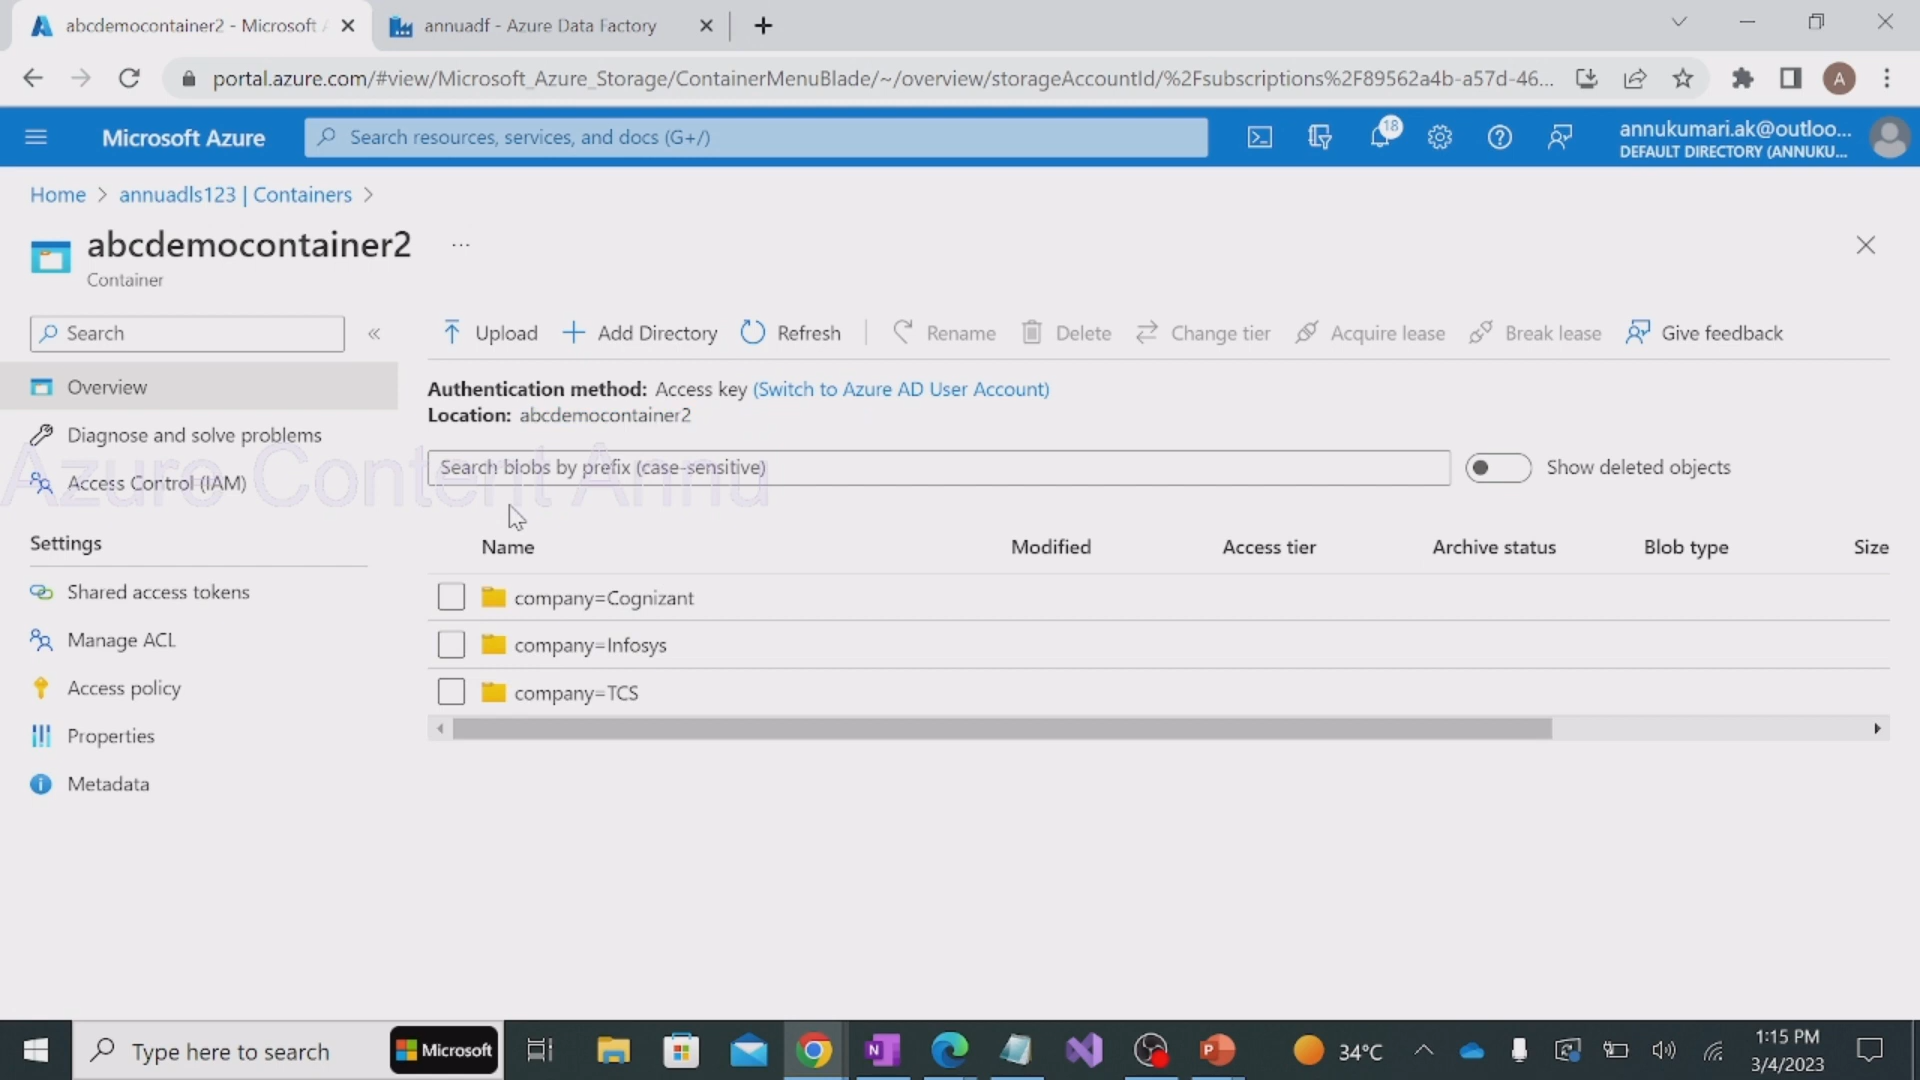 abcdemocontainer2 - Microsoft A
annuadf - Azure Data Factory
portal.azure.com/#view/Microsoft_Azure_Storage/ContainerMenuBlade/~/overview/storageAccountId/%2Fsubscriptions%2F89562a4b-a57d-46...
A
Microsoft Azure
Search resources, services, and docs (G+/)
18
annukumari.ak@outloo...
DEFAULT DIRECTORY (ANNUKU...
Home > annuadls123 | Containers >
abcdemocontainer2 ...
Container
Search «
Upload Add Directory Refresh Rename Delete Change tier Acquire lease Break lease Give feedback
Overview
Diagnose and solve problems
Access Control (IAM)
Settings
Shared access tokens
Manage ACL
Access policy
Properties
Metadata
Authentication method: Access key (Switch to Azure AD User Account)
Location: abcdemocontainer2
Search blobs by prefix (case-sensitive)
Show deleted objects
Azure Content Annu
Name Modified Access tier Archive status Blob type Size
company=Cognizant
company=Infosys
company=TCS
Type here to search
Microsoft
34°C
1:15 PM
3/4/2023